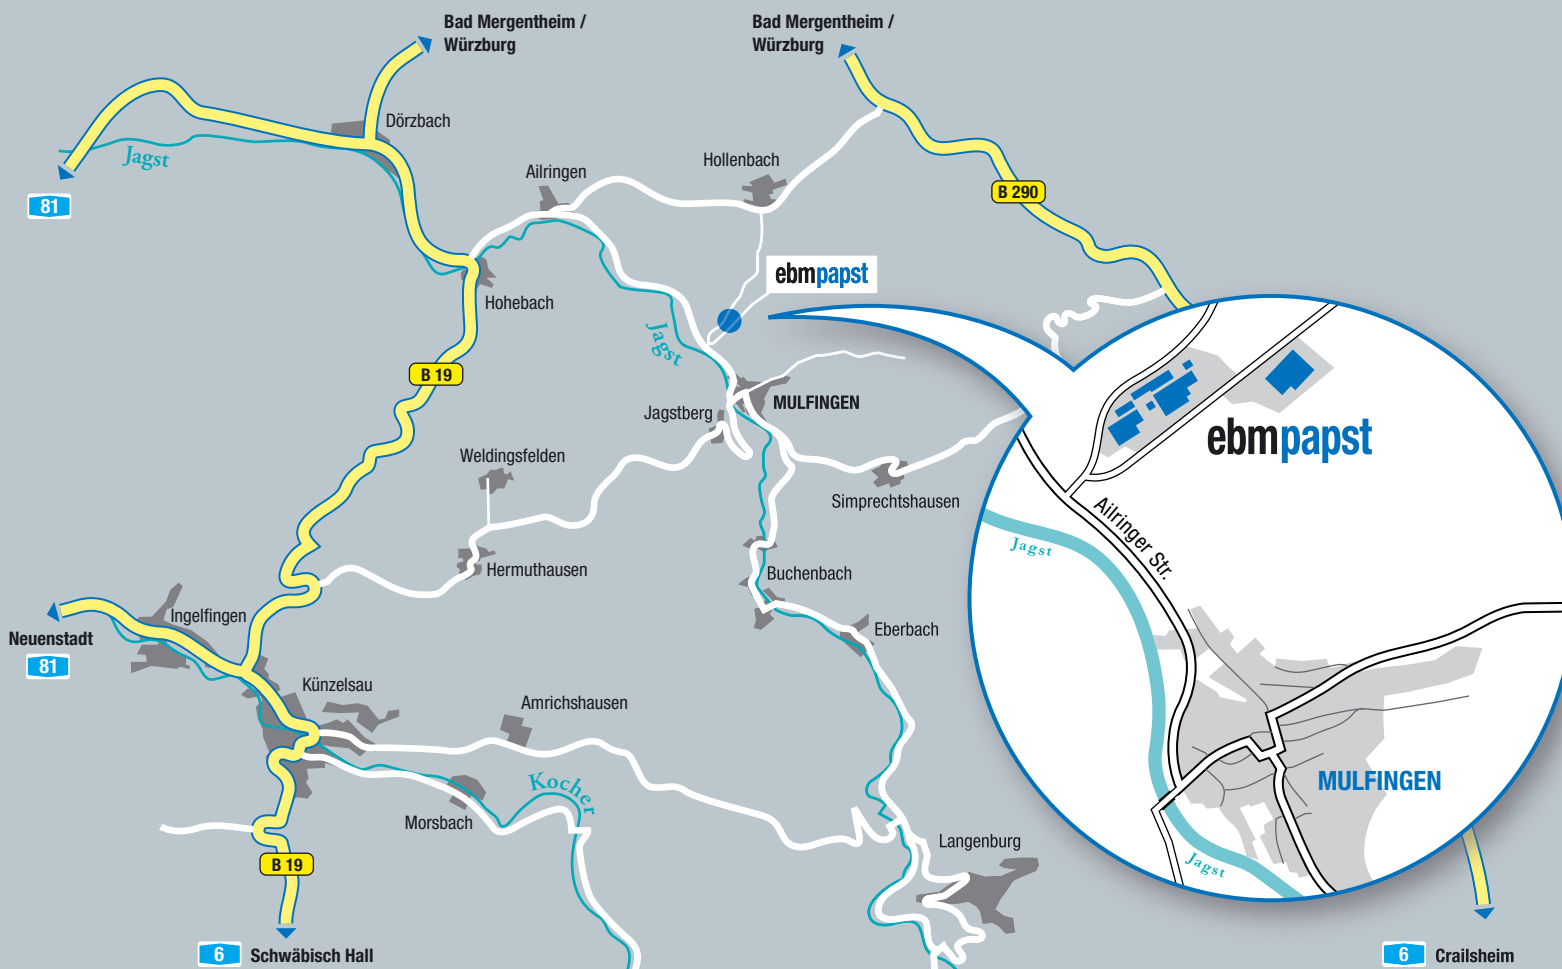 Bad Mergentheim /
Würzburg
Bad Mergentheim /
Würzburg
Dörzbach
Jagst
81
Ailringen
Hollenbach
B 290
ebmpapst
Hohebach
Jagst
B 19
MULFINGEN
Jagstberg
Weldingsfelden
Simprechtshausen
Hermuthausen
Buchenbach
Eberbach
Ingelfingen
Neuenstadt
81
Künzelsau
Amrichshausen
Kocher
Morsbach
Langenburg
B 19
6 Schwäbisch Hall
ebmpapst
Ailringer Str.
Jagst
MULFINGEN
Jagst
6 Crailsheim